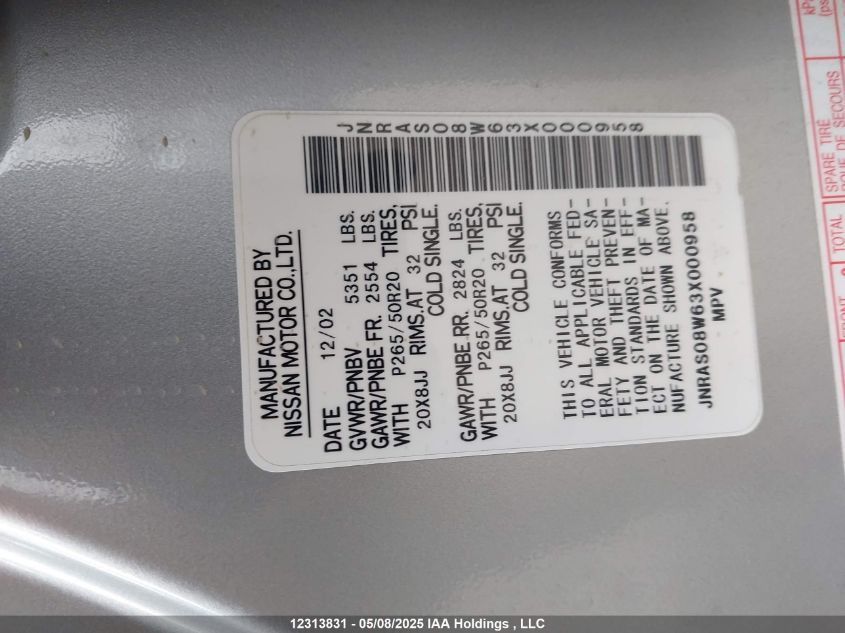 MANUFACTURED BY
NISSAN MOTOR CO.,LTD.
DATE 12/02
GVWR/PNBV 5351 LBS.
GAWR/PNBE FR. 2554 LBS.
WITH P265/50R20 TIRES,
20X8JJ RIMS.AT 32 PSI
COLD SINGLE.
GAWR/PNBE RR. 2824 LBS.
WITH P265/50R20 TIRES,
20X8JJ RIMS.AT 32 PSI
COLD SINGLE.
THIS VEHICLE CONFORMS
TO ALL APPLICABLE FED-
ERAL MOTOR VEHICLE SA-
FETY AND THEFT PREVEN-
TION STANDARDS IN EFF-
ECT ON THE DATE OF MA-
NUFACTURE SHOWN ABOVE.
JNRAS08W63X000958
MPV
JNRAS08W63X000958
TOTAL
SPARE TIRE
12313831 - 05/08/2025 IAA Holdings , LLC